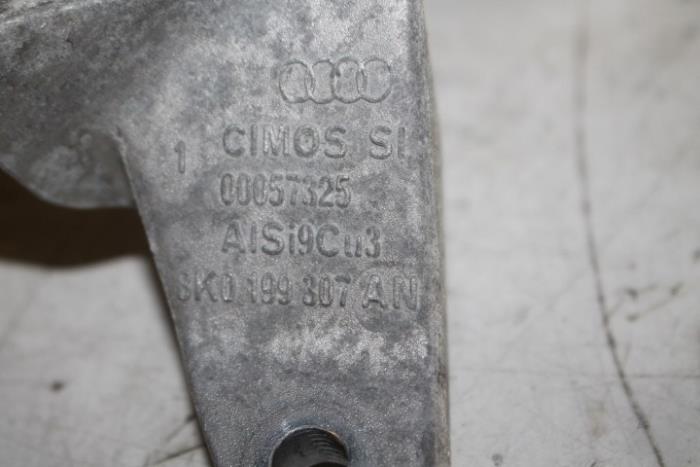 1 CIMOS SI
00057325
AlSi9Cu3
8K0 199 307 AN